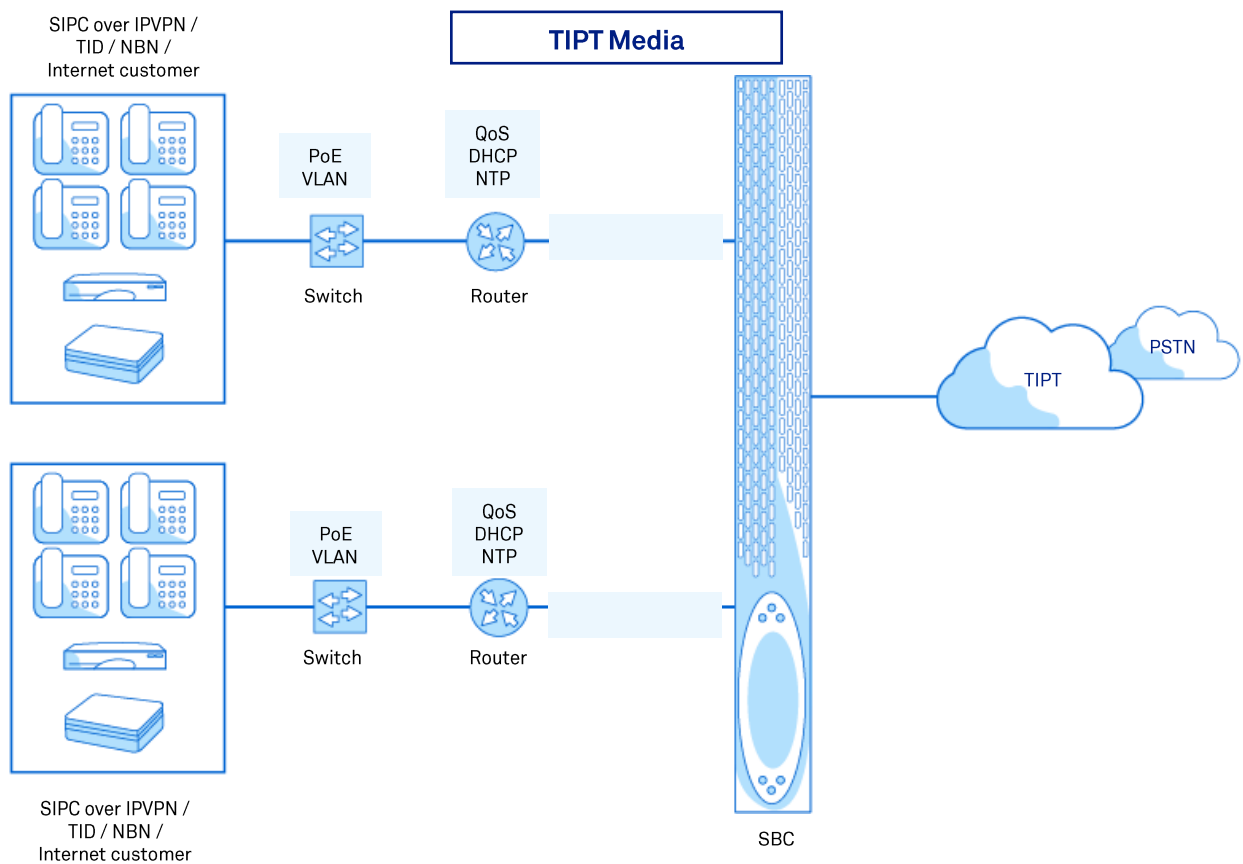 SIPC over IPVPN /
TID / NBN /
Internet customer
TIPT Media
PoE
VLAN
QoS
DHCP
NTP
Switch
Router
TIPT
PSTN
PoE
VLAN
QoS
DHCP
NTP
Switch
Router
SIPC over IPVPN /
TID / NBN /
Internet customer
SBC